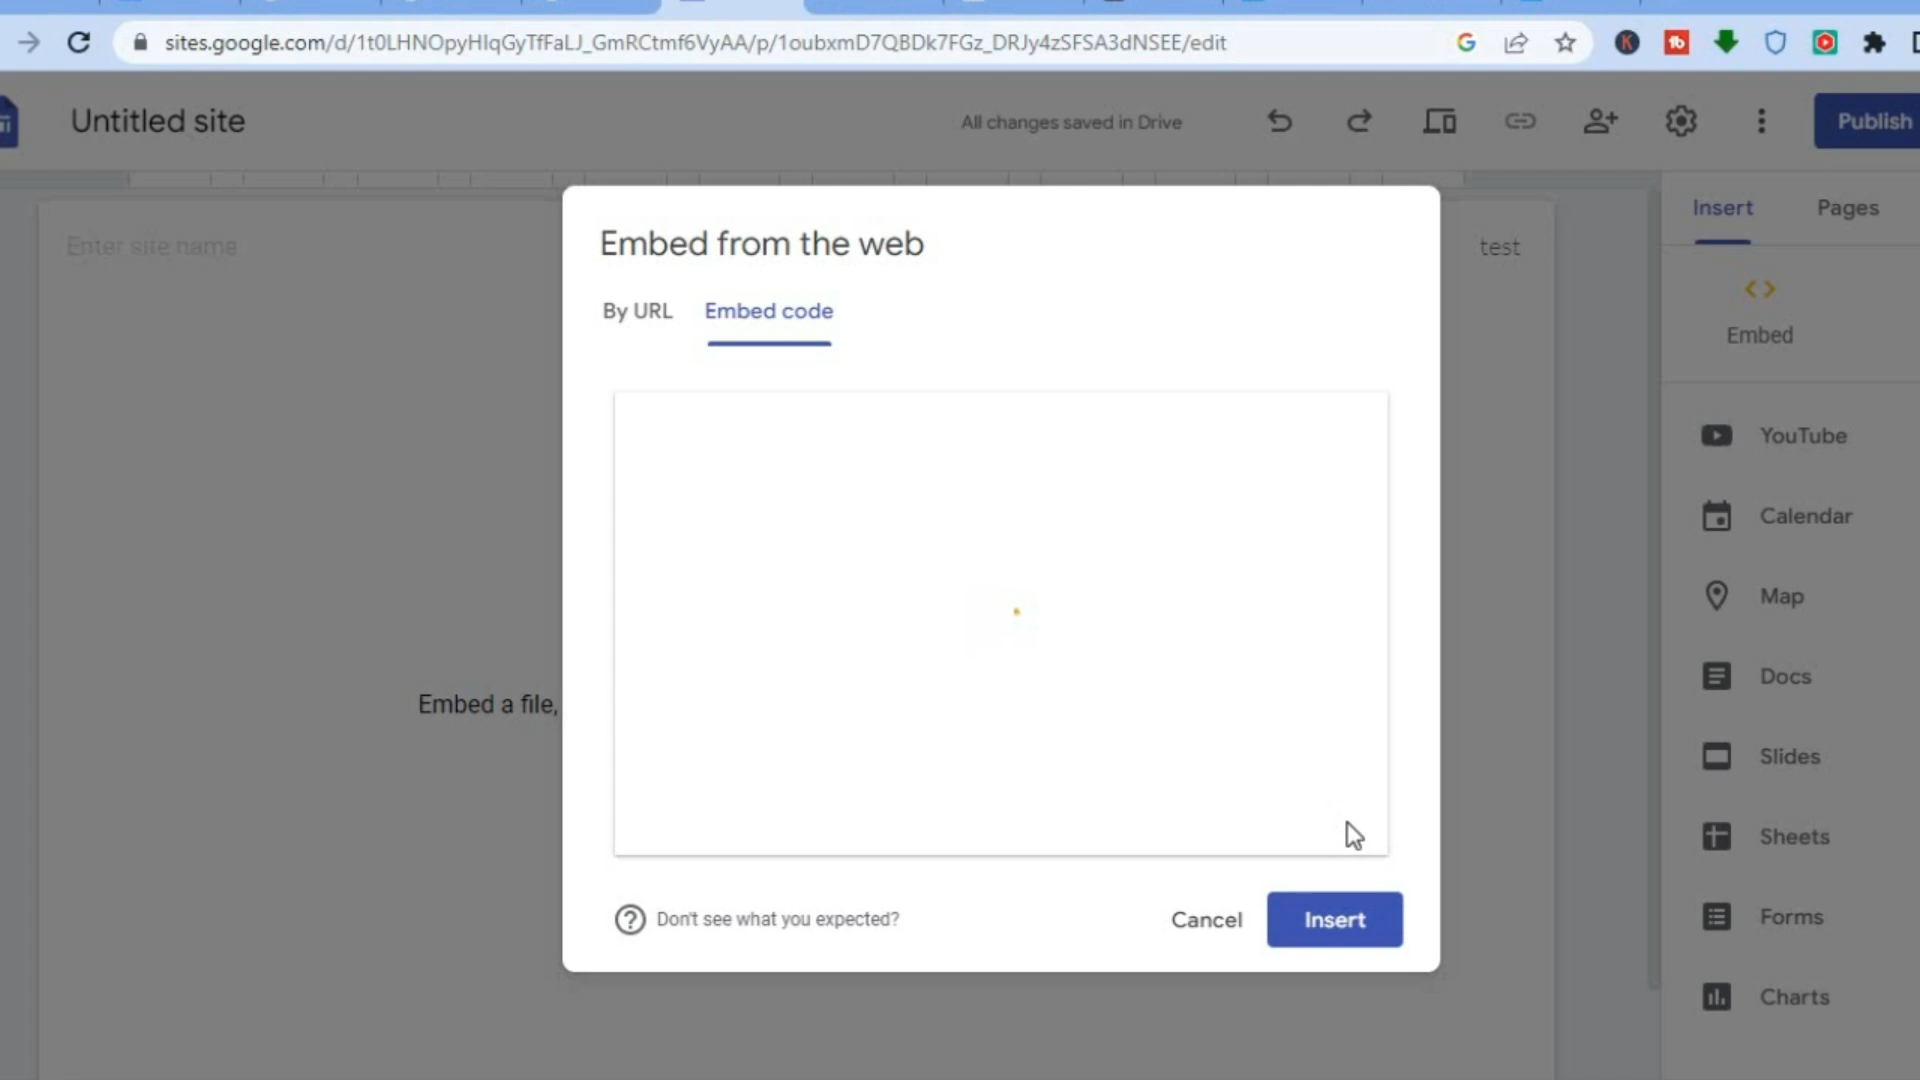 sites.google.com/d/1t0LHNOpyHIqGyTfFaLJ_GmRCtmf6VyAA/p/1oubxmD7QBDk7FGz_DRJy4zSFSA3dNSEE/edit
Untitled site
All changes saved in Drive
Publish
Insert
Pages
Enter site name
test
Embed from the web
By URL
Embed code
Embed
YouTube
Calendar
Map
Docs
Slides
Sheets
Forms
Charts
Embed a file,
Don't see what you expected?
Cancel
Insert